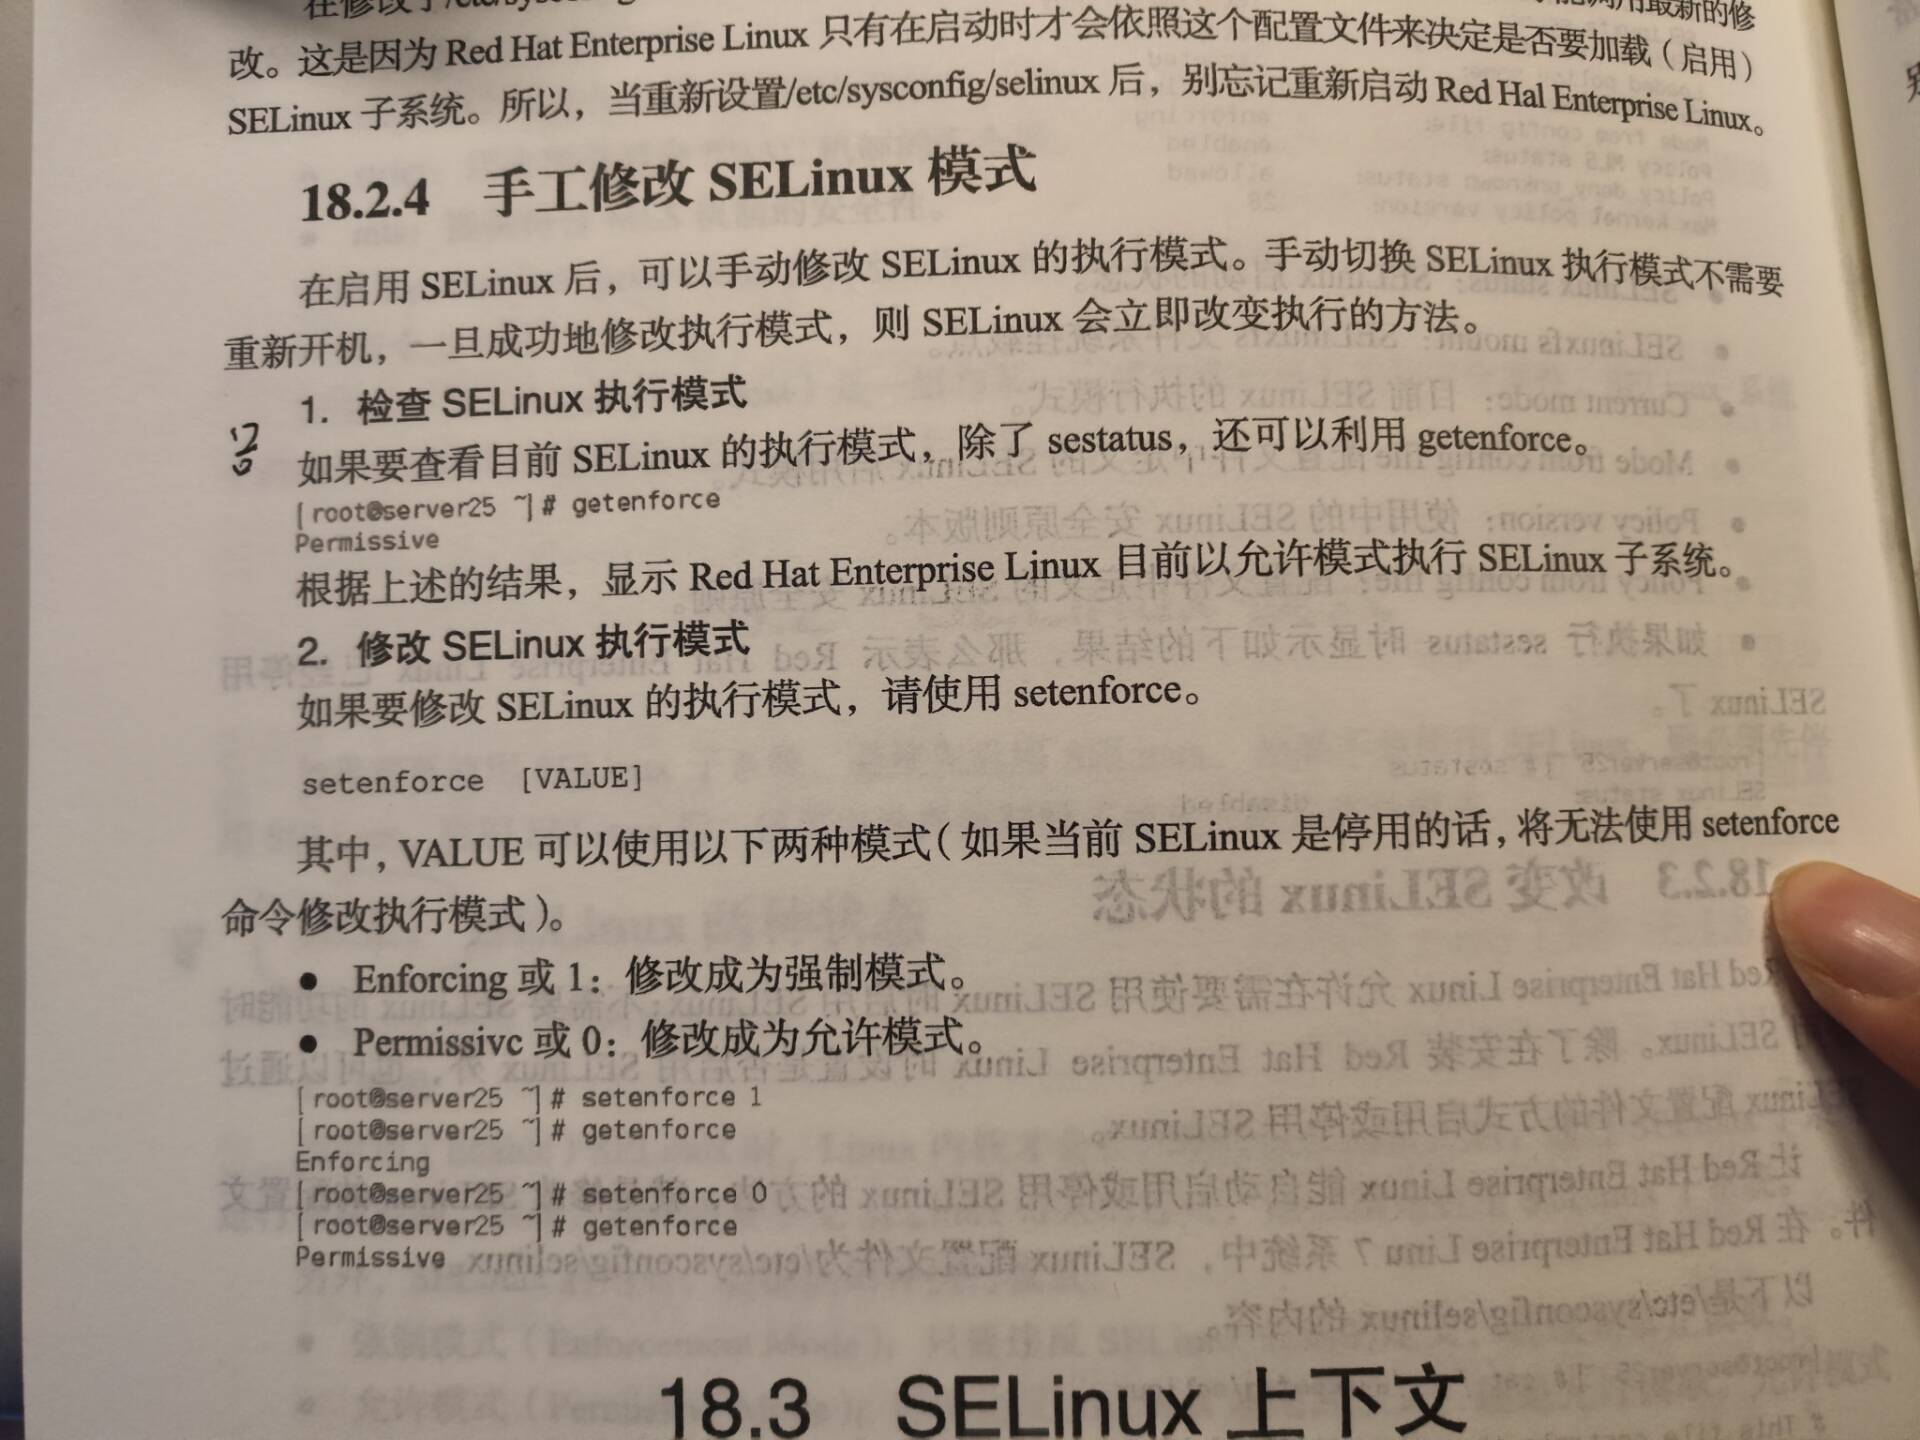 在修改了/etc/sysconfig
能调用最新的修
改。这是因为 Red Hat Enterprise Linux 只有在启动时才会依照这个配置文件来决定是否要加载（启用）
SELinux 子系统。所以，当重新设置/etc/sysconfig/selinux 后，别忘记重新启动 Red Hal Enterprise Linux。
18.2.4 手工修改 SELinux 模式
在启用 SELinux 后，可以手动修改 SELinux 的执行模式。手动切换 SELinux 执行模式不需要
重新开机，一旦成功地修改执行模式，则 SELinux 会立即改变执行的方法。
1. 检查 SELinux 执行模式
如果要查看目前 SELinux 的执行模式，除了 sestatus，还可以利用 getenforce。
[root@server25 ~]# getenforce
Permissive
根据上述的结果，显示 Red Hat Enterprise Linux 目前以允许模式执行 SELinux 子系统。
2. 修改 SELinux 执行模式
如果要修改 SELinux 的执行模式，请使用 setenforce。
setenforce [VALUE]
其中，VALUE 可以使用以下两种模式（如果当前 SELinux 是停用的话，将无法使用 setenforce
命令修改执行模式）。
● Enforcing 或 1：修改成为强制模式。
● Permissivc 或 0：修改成为允许模式。
[root@server25 ~]# setenforce 1
[root@server25 ~]# getenforce
Enforcing
[root@server25 ~]# setenforce 0
[root@server25 ~]# getenforce
Permissive
18.3 SELinux 上下文